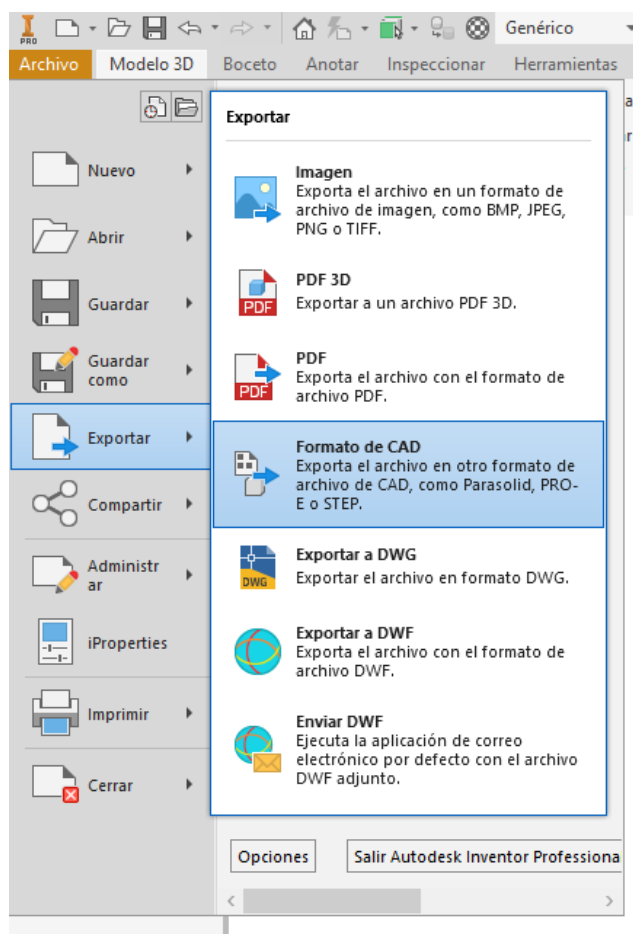 PRO
Genérico
Archivo
Modelo 3D
Boceto
Anotar
Inspeccionar
Herramientas
Nuevo
Abrir
Guardar
Guardar
como
Exportar
Compartir
Administr
ar
iProperties
Imprimir
Cerrar
Exportar
Imagen
Exporta el archivo en un formato de
archivo de imagen, como BMP, JPEG,
PNG o TIFF.
PDF
PDF 3D
Exportar a un archivo PDF 3D.
PDF
PDF
Exporta el archivo con el formato de
archivo PDF.
Formato de CAD
Exporta el archivo en otro formato de
archivo de CAD, como Parasolid, PRO-
E o STEP.
DWG
Exportar a DWG
Exportar el archivo en formato DWG.
Exportar a DWF
Exporta el archivo con el formato de
archivo DWF.
Enviar DWF
Ejecuta la aplicación de correo
electrónico por defecto con el archivo
DWF adjunto.
Opciones
Salir Autodesk Inventor Professiona